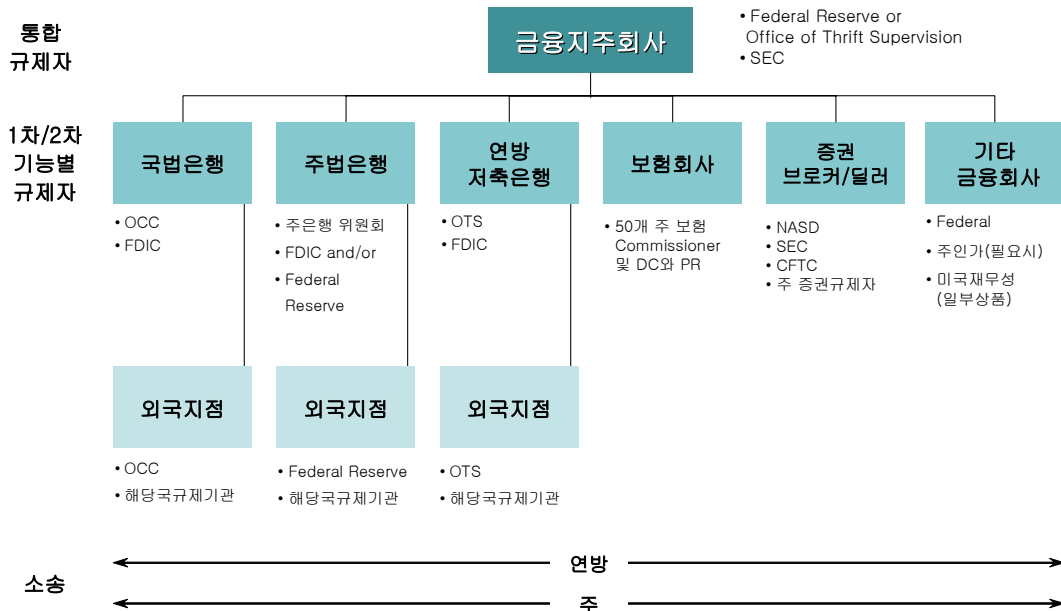 통합
규제자
금융지주회사
• Federal Reserve or
Office of Thrift Supervision
• SEC
1차/2차
기능별
규제자
국법은행
• OCC
• FDIC
주법은행
• 주은행 위원회
• FDIC and/or
• Federal
Reserve
연방
저축은행
• OTS
• FDIC
보험회사
• 50개 주 보험
Commissioner
및 DC와 PR
증권
브로커/딜러
• NASD
• SEC
• CFTC
• 주 증권규제자
기타
금융회사
• Federal
• 주인가(필요시)
• 미국재무성
(일부상품)
외국지점
• OCC
• 해당국규제기관
외국지점
• Federal Reserve
• 해당국규제기관
외국지점
• OTS
• 해당국규제기관
소송
연방
주